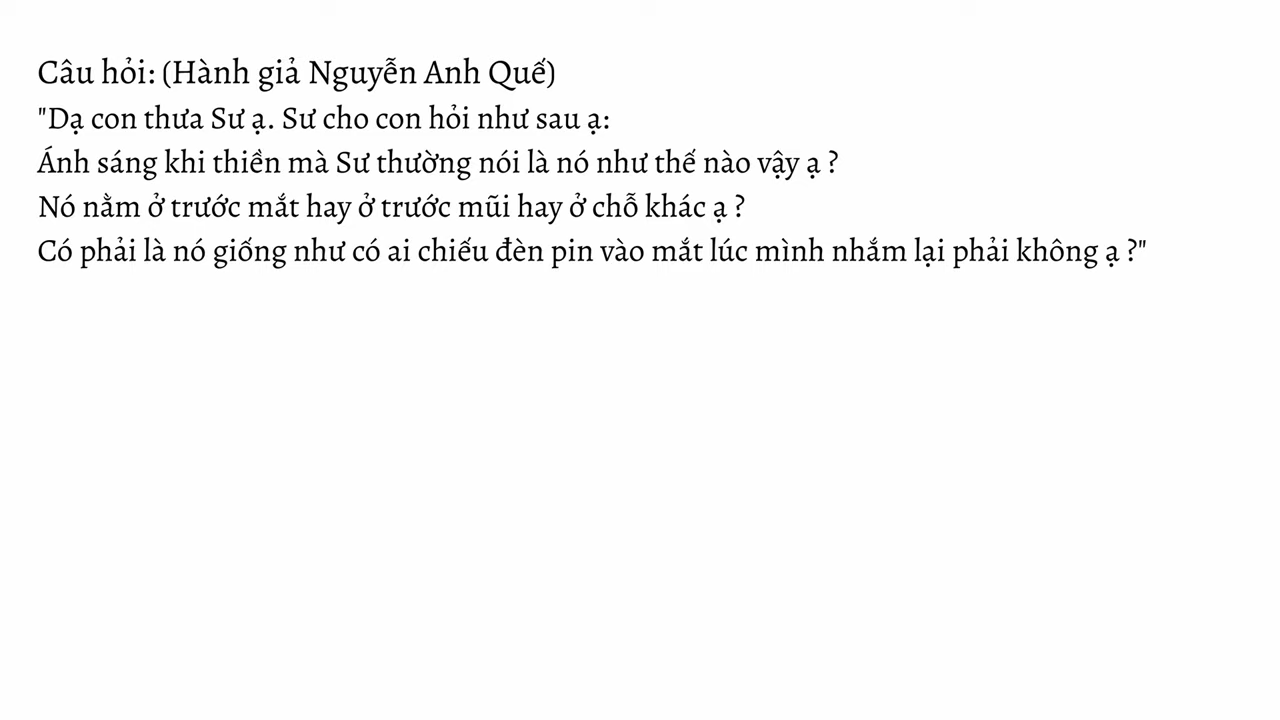 Câu hỏi: (Hành giả Nguyễn Anh Quế)
"Dạ con thưa Sư ạ. Sư cho con hỏi như sau ạ:
Ánh sáng khi thiền mà Sư thường nói là nó như thế nào vậy ạ ?
Nó nằm ở trước mắt hay ở trước mũi hay ở chỗ khác ạ ?
Có phải là nó giống như có ai chiếu đèn pin vào mắt lúc mình nhắm lại phải không ạ ?"